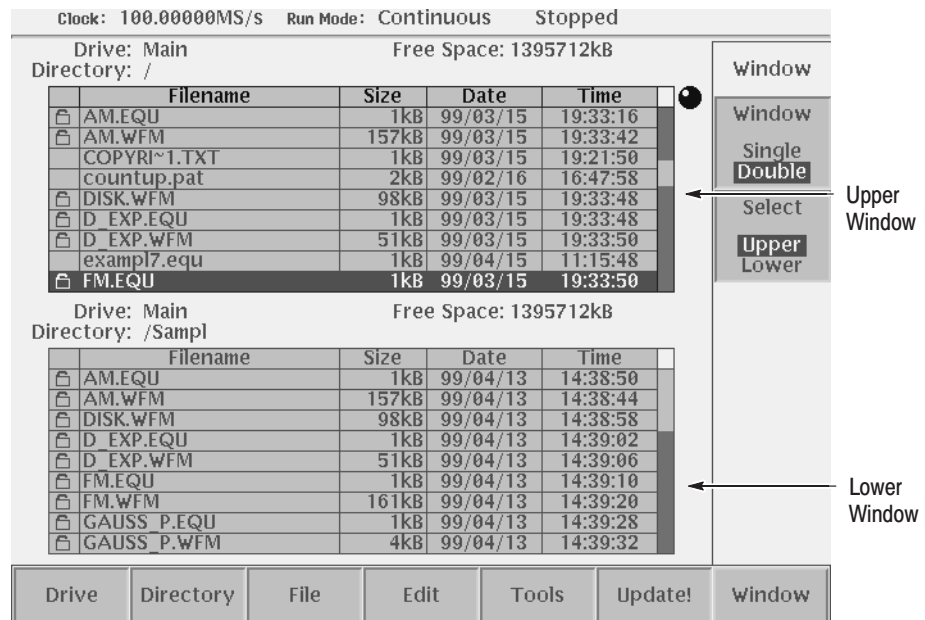 Clock: 100.00000MS/s Run Mode: Continuous Stopped
Drive: Main Free Space: 1395712kB
Directory: /
Filename Size Date Time
AM.EQU 1kB 99/03/15 19:33:16
AM.WFM 157kB 99/03/15 19:33:42
COPYRI~1.TXT 1kB 99/03/15 19:21:50
countup.pat 2kB 99/02/16 16:47:58
DISK.WFM 98kB 99/03/15 19:33:48
D_EXP.EQU 1kB 99/03/15 19:33:48
D_EXP.WFM 51kB 99/03/15 19:33:50
exampl7.equ 1kB 99/04/15 11:15:48
FM.EQU 1kB 99/03/15 19:33:50
Drive: Main Free Space: 1395712kB
Directory: /Sampl
Filename Size Date Time
AM.EQU 1kB 99/04/13 14:38:50
AM.WFM 157kB 99/04/13 14:38:44
DISK.WFM 98kB 99/04/13 14:38:58
D_EXP.EQU 1kB 99/04/13 14:39:02
D_EXP.WFM 51kB 99/04/13 14:39:06
FM.EQU 1kB 99/04/13 14:39:10
FM.WFM 161kB 99/04/13 14:39:20
GAUSS_P.EQU 1kB 99/04/13 14:39:28
GAUSS_P.WFM 4kB 99/04/13 14:39:32
Window
Window
Single
Double
Select
Upper
Lower
Upper
Window
Lower
Window
Drive Directory File Edit Tools Update! Window